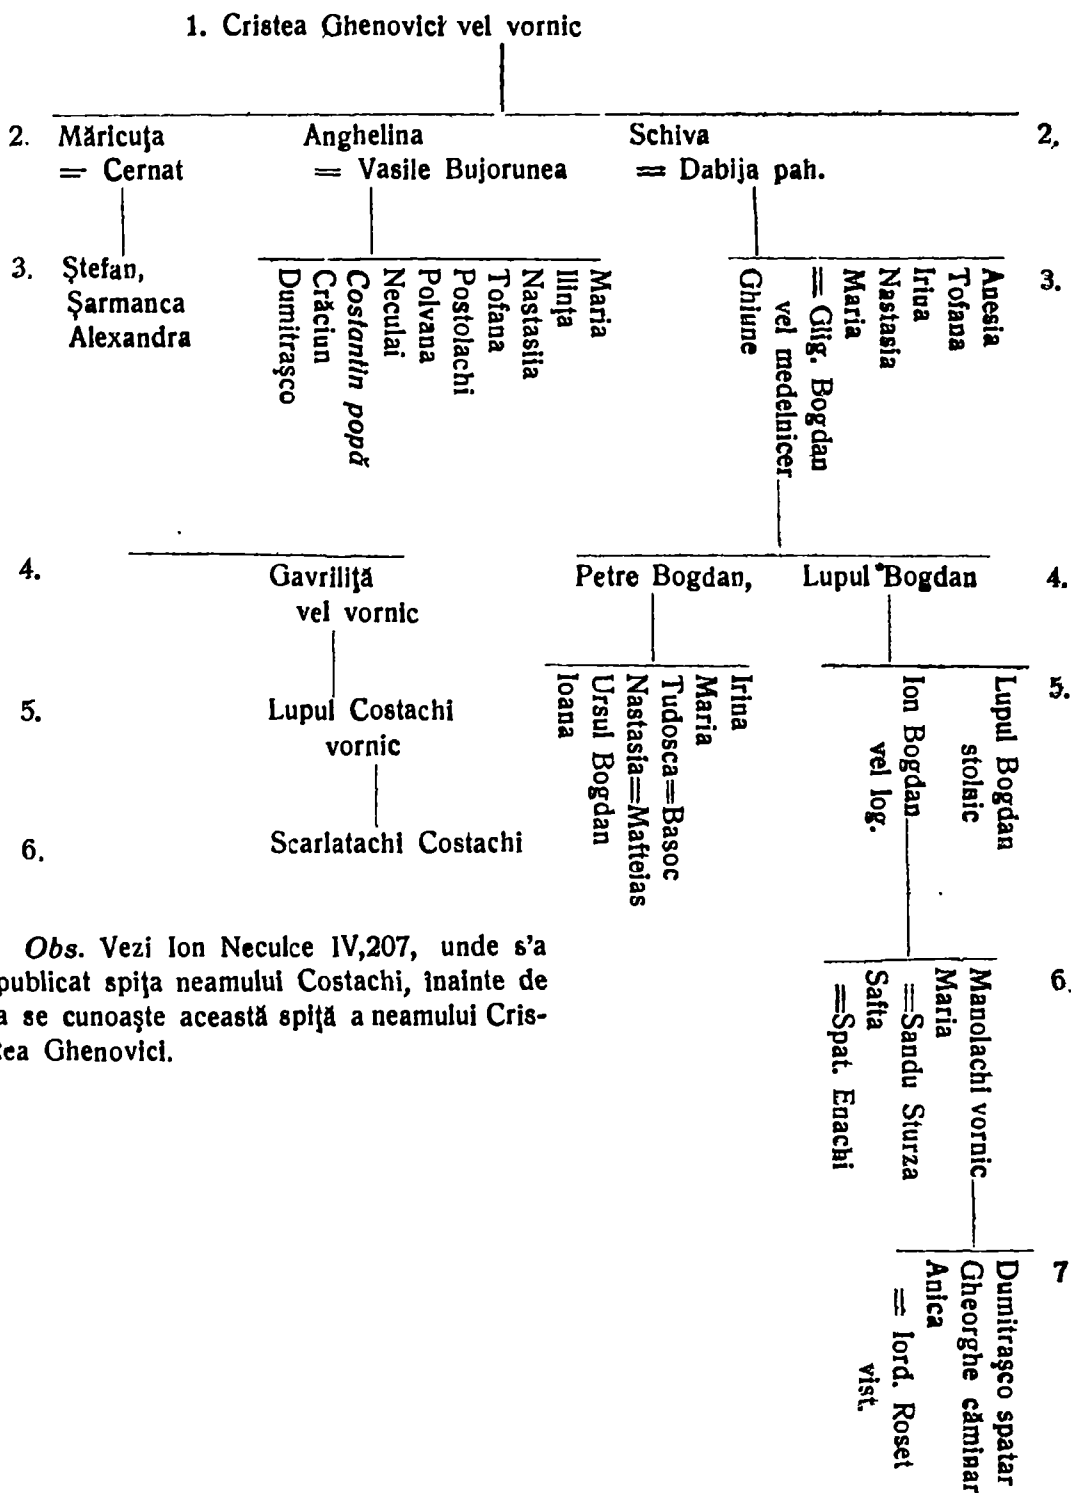 1. Cristea Ghenovici vel vornic
2. Măricuţa Anghelina Schiva 2,
= Cernat = Vasile Bujorunea = Dabija pah.
3. Ştefan, 3.
Şarmanca
Alexandra
Dumitraşco
Crăciun
Costantin popă
Neculai
Polvana
Postolachi
Tofana
Nastasiia
Ilinţa
Maria
Ghiune
vel medelnicer
= Glig. Bogdan
Maria
Nastasia
Irina
Tofana
Anesia
4. Gavriliţă Petre Bogdan, Lupul Bogdan 4.
vel vornic
5. Lupul Costachi 5.
vornic
Ioana
Ursul Bogdan
Nastasia=Mafteias
Tudosca=Basoc
Maria
Irina
vel log.
Ion Bogdan
stolnic
Lupul Bogdan
6. Scarlatachi Costachi
Obs. Vezi Ion Neculce IV,207, unde s'a
publicat spiţa neamului Costachi, înainte de
a se cunoaşte această spiţă a neamului Cris-
tea Ghenovici.
6.
=Spat. Enachi
Safta
=Sandu Sturza
Maria
Manolachi vornic
7
vist.
= Iord. Roset
Anica
Gheorghe căminar
Dumitraşco spatar